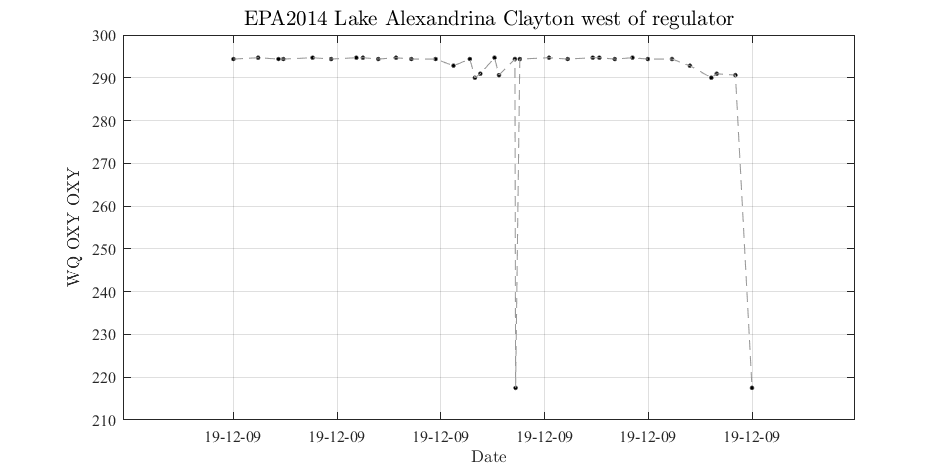 EPA2014 Lake Alexandrina Clayton west of regulator
300
290
280
270
260
250
240
230
220
210
WQ OXY OXY
19-12-09 19-12-09 19-12-09 19-12-09 19-12-09 19-12-09
Date